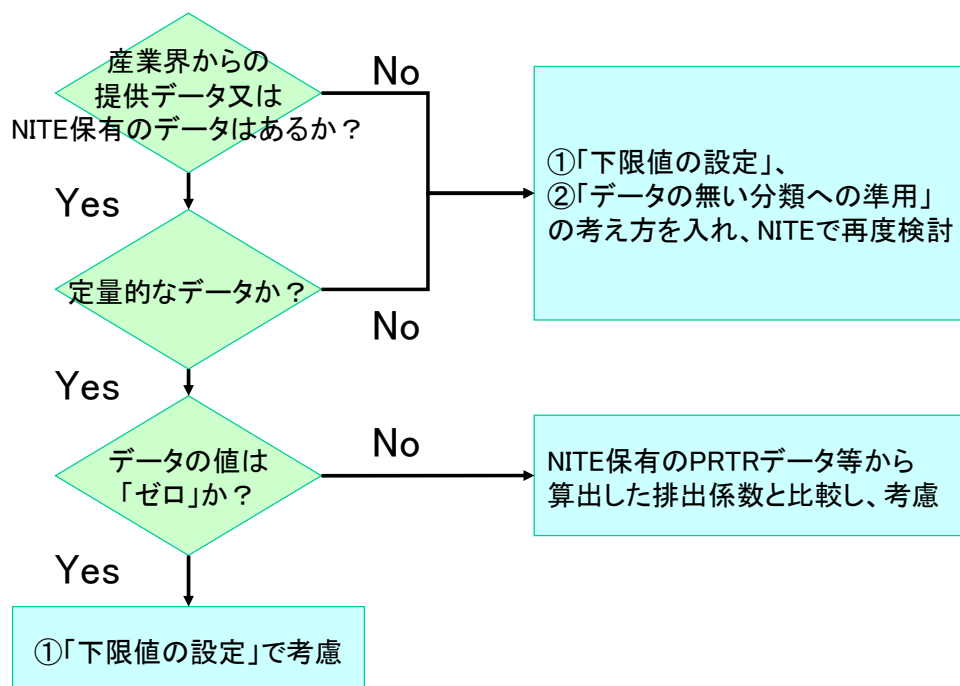 産業界からの
提供データ又は
NITE保有のデータはあるか？
No
Yes
①「下限値の設定」、
②「データの無い分類への準用」
の考え方を入れ、NITEで再度検討
定量的なデータか？
No
Yes
データの値は
「ゼロ」か？
No
Yes
NITE保有のPRTRデータ等から
算出した排出係数と比較し、考慮
①「下限値の設定」で考慮